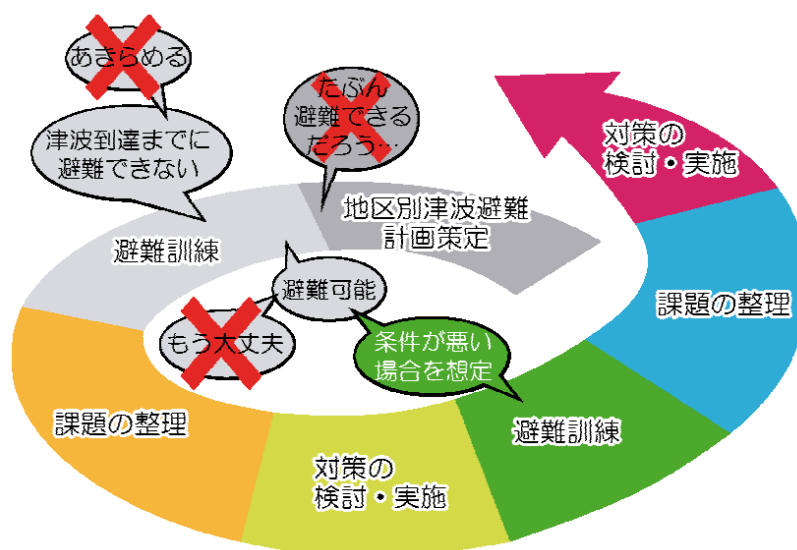 あきらめる
津波到達までに
避難できない
たぶん
避難できる
だろう…
地区別津波避難
計画策定
対策の
検討・実施
避難訓練
避難可能
もう大丈夫
条件が悪い
場合を想定
課題の整理
課題の整理
対策の
検討・実施
避難訓練